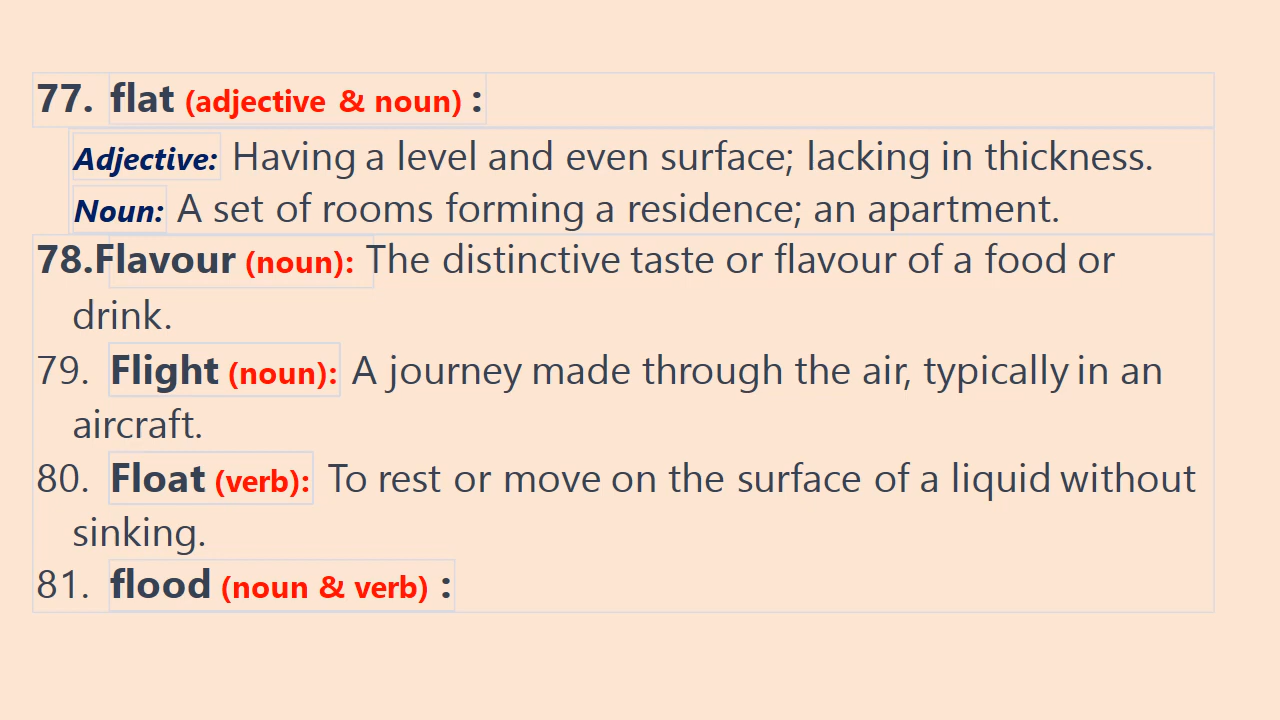 77. flat (adjective & noun) :
Adjective: Having a level and even surface; lacking in thickness.
Noun: A set of rooms forming a residence; an apartment.
78.Flavour (noun): The distinctive taste or flavour of a food or
drink.
79. Flight (noun): A journey made through the air, typically in an
aircraft.
80. Float (verb): To rest or move on the surface of a liquid without
sinking.
81. flood (noun & verb) :